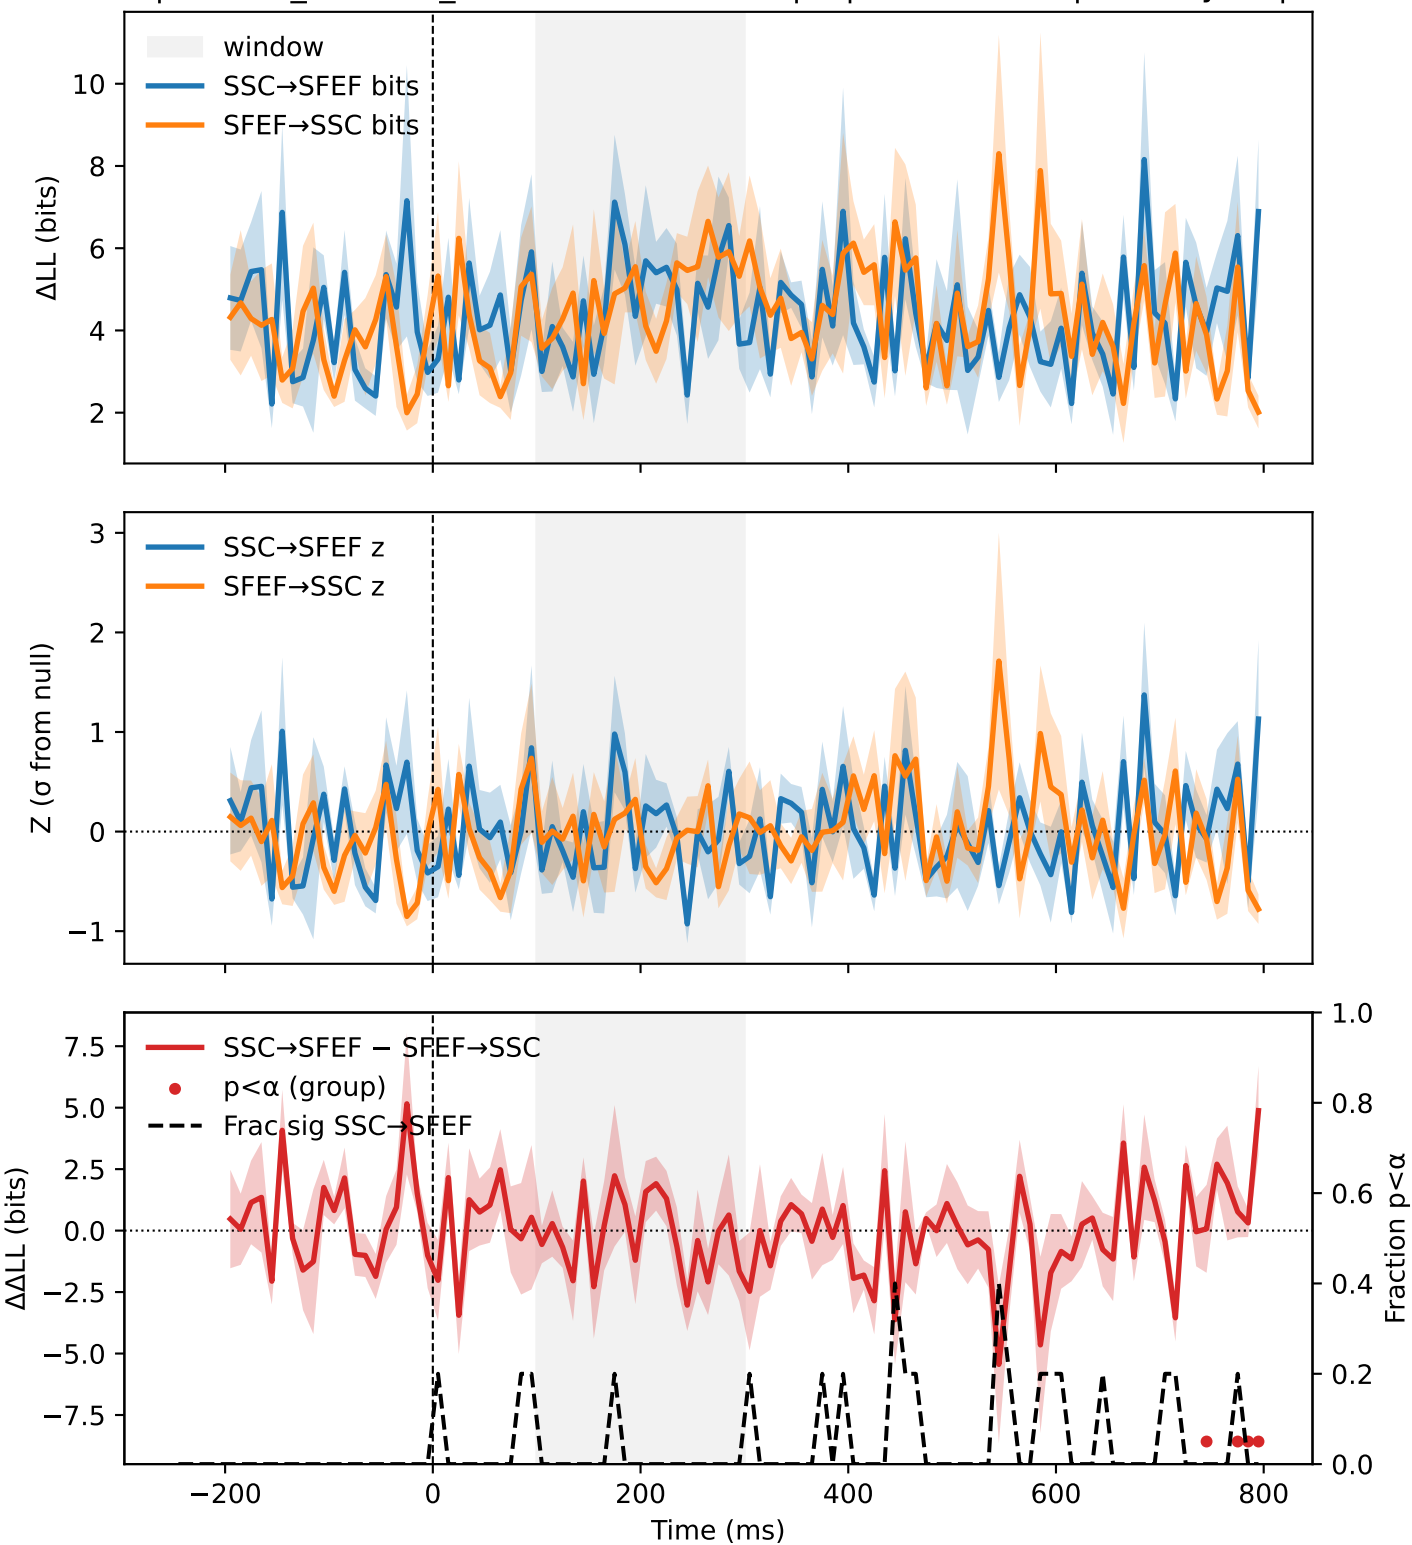 window
SSC→SFEF bits
SFEF→SSC bits
10
8
6
4
2
ΔLL (bits)
SSC→SFEF z
SFEF→SSC z
3
2
1
0
−1
Z (σ from null)
SSC→SFEF − SFEF→SSC
p<α (group)
Frac sig SSC→SFEF
7.5
5.0
2.5
0.0
−2.5
−5.0
−7.5
ΔΔLL (bits)
1.0
0.8
0.6
0.4
0.2
0.0
Fraction p<α
−200
0
200
400
600
800
Time (ms)